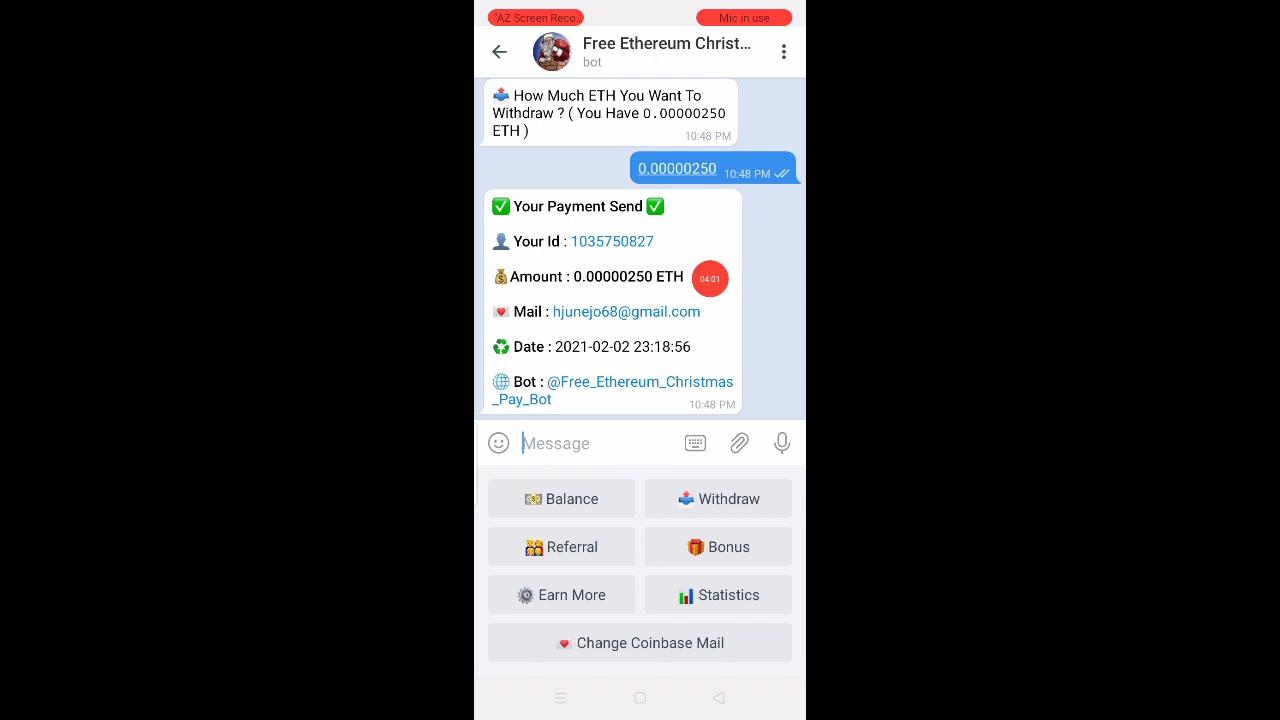 "AZ Screen Reco..
Mic in use
Free Ethereum Christ...
bot
How Much ETH You Want To
Withdraw ? ( You Have 0.00000250
ETH )
10:48 PM
0.00000250 10:48 PM
✅ Your Payment Send ✅
Your Id : 1035750827
Amount : 0.00000250 ETH
04:01
Mail : hjunejo68@gmail.com
Date : 2021-02-02 23:18:56
Bot : @Free_Ethereum_Christmas
_Pay_Bot
10:48 PM
Message
Balance
Withdraw
Referral
Bonus
Earn More
Statistics
Change Coinbase Mail